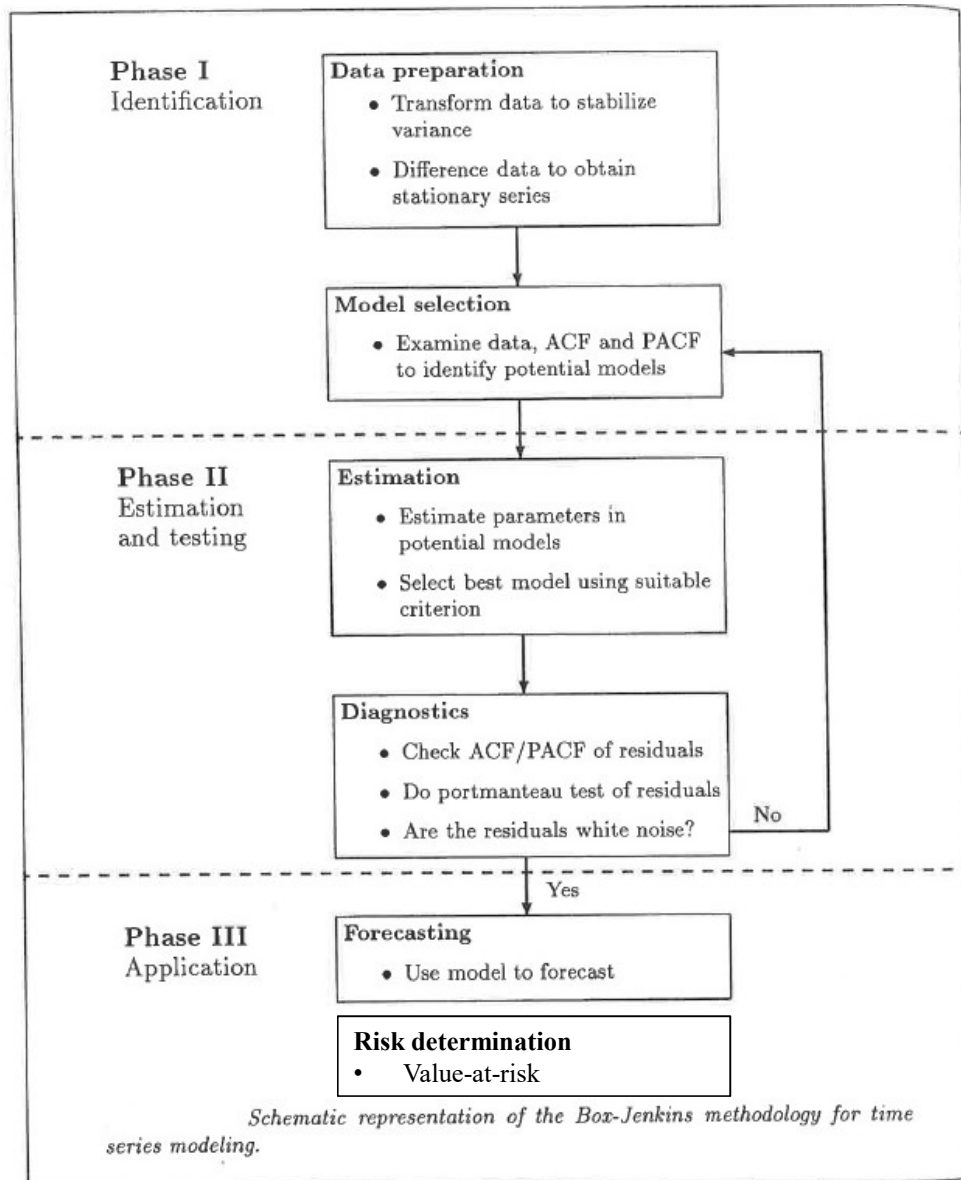 Phase I
Identification
Data preparation
• Transform data to stabilize
variance
• Difference data to obtain
stationary series
Model selection
• Examine data, ACF and PACF
to identify potential models
Phase II
Estimation
and testing
Estimation
• Estimate parameters in
potential models
• Select best model using suitable
criterion
Diagnostics
• Check ACF/PACF of residuals
• Do portmanteau test of residuals
• Are the residuals white noise?
No
Yes
Phase III
Application
Forecasting
• Use model to forecast
Risk determination
• Value-at-risk
Schematic representation of the Box-Jenkins methodology for time
series modeling.